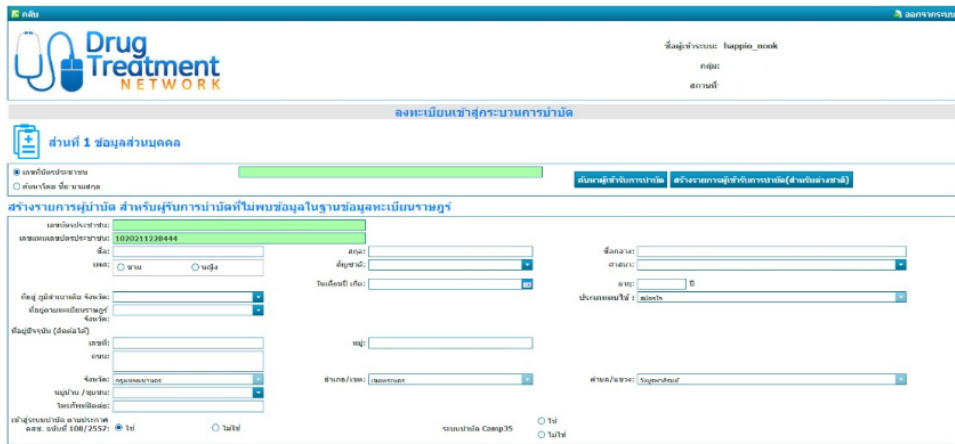 กลับ ออกจากระบบ
Drug
Treatment
NETWORK
ชื่อผู้เข้าระบบ: happio_nook
กลุ่ม:
สถานที่:
ลงทะเบียนเข้าสู่กระบวนการบำบัด
ส่วนที่ 1 ข้อมูลส่วนบุคคล
เลขที่บัตรประชาชน
ค้นหาโดย ชื่อ นามสกุล
ค้นหาผู้เข้ารับการบำบัด สร้างรายการผู้เข้ารับการบำบัด(สำหรับต่างชาติ)
สร้างรายการผู้บำบัด สำหรับผู้รับการบำบัดที่ไม่พบข้อมูลในฐานข้อมูลทะเบียนราษฎร์
เลขบัตรประชาชน:
เลขแทนเลขบัตรประชาชน: 1020211228444
ชื่อ: สกุล: ชื่อกลาง:
เพศ: ชาย หญิง สัญชาติ: ศาสนา:
วันเดือนปี เกิด: อายุ: ปี
ที่อยู่ ภูมิลำเนาเดิม จังหวัด: ประเภทคนไข้ :
ที่อยู่ตามทะเบียนราษฎร์
จังหวัด:
ที่อยู่ปัจจุบัน (ติดต่อได้)
เลขที่: หมู่:
ถนน:
จังหวัด: กรุงเทพมหานคร อำเภอ/เขต: เขตพระนคร ตำบล/แขวง:
หมู่บ้าน /ชุมชน:
โทรศัพท์ติดต่อ:
เข้าสู่ระบบบำบัด ตามประกาศ
คสช. ฉบับที่ 108/2557: ใช่ ไม่ใช่ ระบบบำบัด Camp35 ใช่
ไม่ใช่